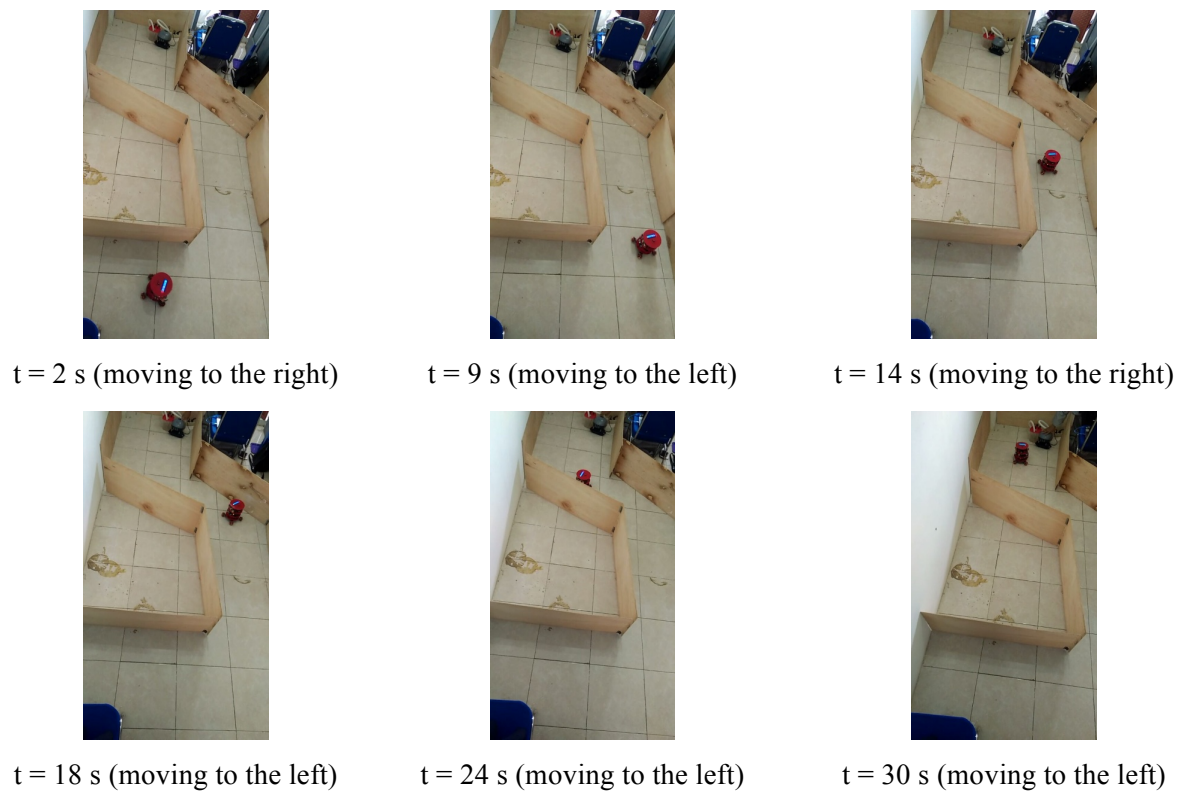 t = 2 s (moving to the right)
t = 9 s (moving to the left)
t = 14 s (moving to the right)
t = 18 s (moving to the left)
t = 24 s (moving to the left)
t = 30 s (moving to the left)